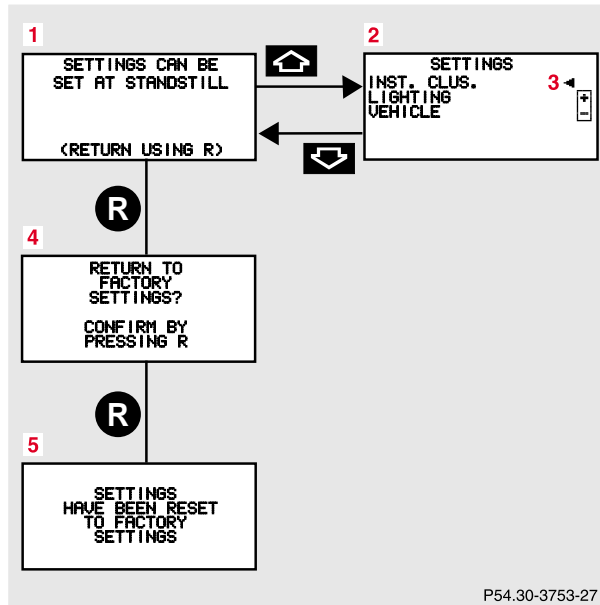 1
SETTINGS CAN BE
SET AT STANDSTILL
(RETURN USING R)
2
SETTINGS
INST. CLUS.
3
LIGHTING
VEHICLE
+
-
R
4
RETURN TO
FACTORY
SETTINGS?
CONFIRM BY
PRESSING R
R
5
SETTINGS
HAVE BEEN RESET
TO FACTORY
SETTINGS
P54.30-3753-27